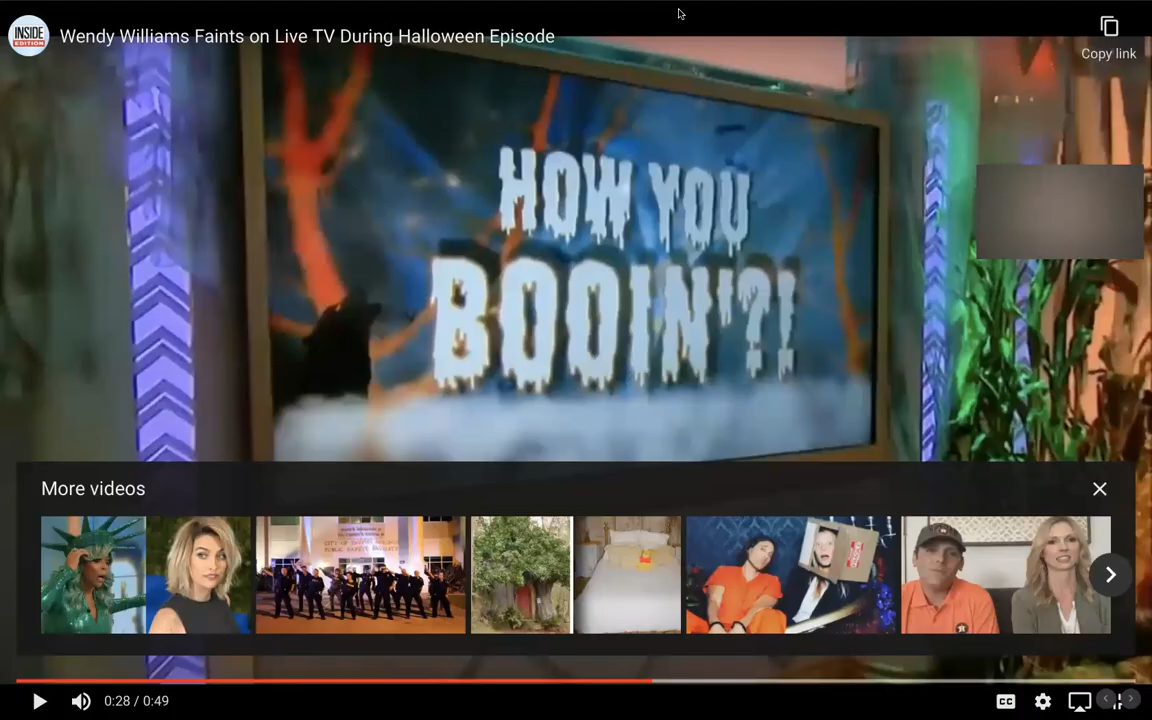 INSIDE
EDITION
Wendy Williams Faints on Live TV During Halloween Episode
Copy link
HOW YOU
BOOIN'?!
More videos
0:28 / 0:49
CC